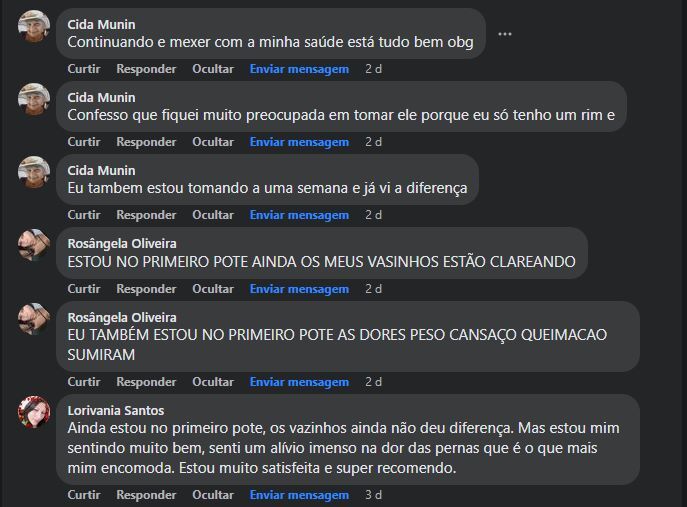 Cida Munin
Continuando e mexer com a minha saúde está tudo bem obg
Curtir Responder Ocultar Enviar mensagem 2 d
Cida Munin
Confesso que fiquei muito preocupada em tomar ele porque eu só tenho um rim e
Curtir Responder Ocultar Enviar mensagem 2 d
Cida Munin
Eu tambem estou tomando a uma semana e já vi a diferença
Curtir Responder Ocultar Enviar mensagem 2 d
Rosângela Oliveira
ESTOU NO PRIMEIRO POTE AINDA OS MEUS VASINHOS ESTÃO CLAREANDO
Curtir Responder Ocultar Enviar mensagem 2 d
Rosângela Oliveira
EU TAMBÉM ESTOU NO PRIMEIRO POTE AS DORES PESO CANSAÇO QUEIMACAO
SUMIRAM
Curtir Responder Ocultar Enviar mensagem 2 d
Lorivania Santos
Ainda estou no primeiro pote, os vazinhos ainda não deu diferença. Mas estou mim
sentindo muito bem, senti um alívio imenso na dor das pernas que é o que mais
mim encomoda. Estou muito satisfeita e super recomendo.
Curtir Responder Ocultar Enviar mensagem 3 d